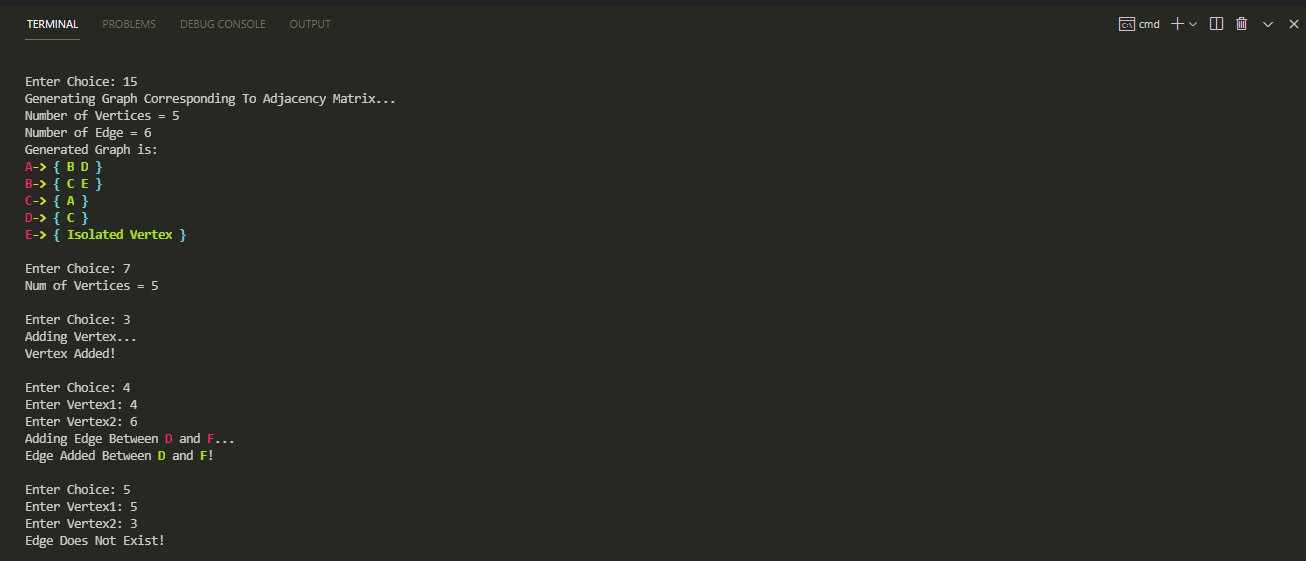 TERMINAL PROBLEMS DEBUG CONSOLE OUTPUT cmd
Enter Choice: 15
Generating Graph Corresponding To Adjacency Matrix...
Number of Vertices = 5
Number of Edge = 6
Generated Graph is:
A-> { B D }
B-> { C E }
C-> { A }
D-> { C }
E-> { Isolated Vertex }
Enter Choice: 7
Num of Vertices = 5
Enter Choice: 3
Adding Vertex...
Vertex Added!
Enter Choice: 4
Enter Vertex1: 4
Enter Vertex2: 6
Adding Edge Between D and F...
Edge Added Between D and F!
Enter Choice: 5
Enter Vertex1: 5
Enter Vertex2: 3
Edge Does Not Exist!